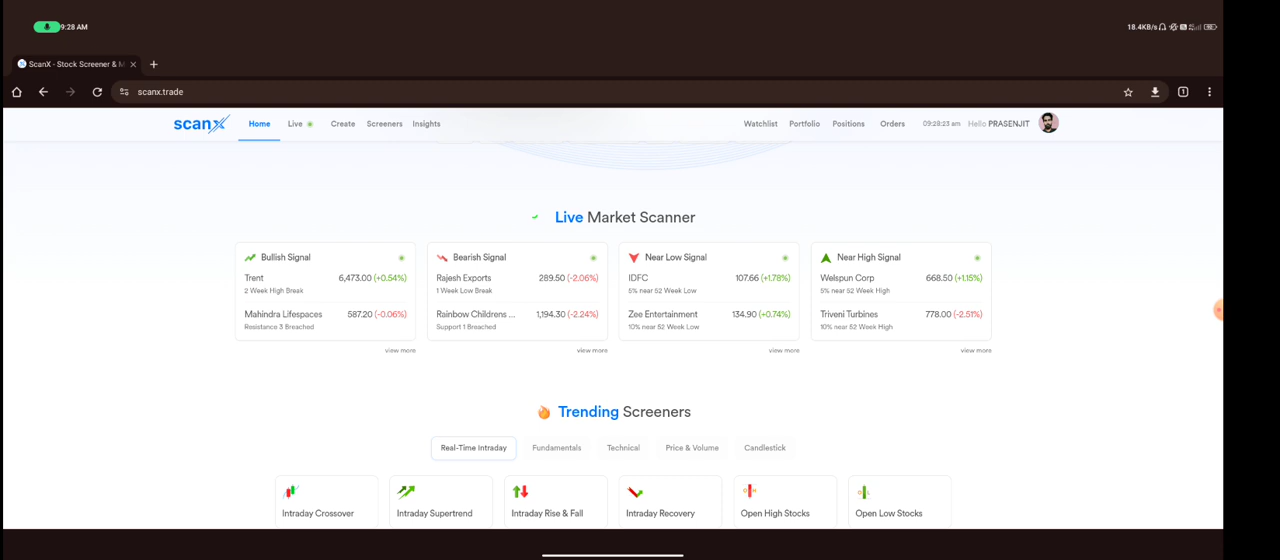 9:28 AM
18.4KB/s
ScanX - Stock Screener & M
scanx.trade
1
scanX Home Live Create Screeners Insights Watchlist Portfolio Positions Orders 09:28:23 am Hello PRASENJIT
Live Market Scanner
Bullish Signal
Trent 6,473.00 (+0.54%)
2 Week High Break
Mahindra Lifespaces 587.20 (-0.06%)
Resistance 3 Breached
view more
Bearish Signal
Rajesh Exports 289.50 (-2.06%)
1 Week Low Break
Rainbow Childrens ... 1,194.30 (-2.24%)
Support 1 Breached
view more
Near Low Signal
IDFC 107.66 (+1.78%)
5% near 52 Week Low
Zee Entertainment 134.90 (+0.74%)
10% near 52 Week Low
view more
Near High Signal
Welspun Corp 668.50 (+1.15%)
5% near 52 Week High
Triveni Turbines 778.00 (-2.51%)
10% near 52 Week High
view more
Trending Screeners
Real-Time Intraday Fundamentals Technical Price & Volume Candlestick
Intraday Crossover Intraday Supertrend Intraday Rise & Fall Intraday Recovery Open High Stocks Open Low Stocks